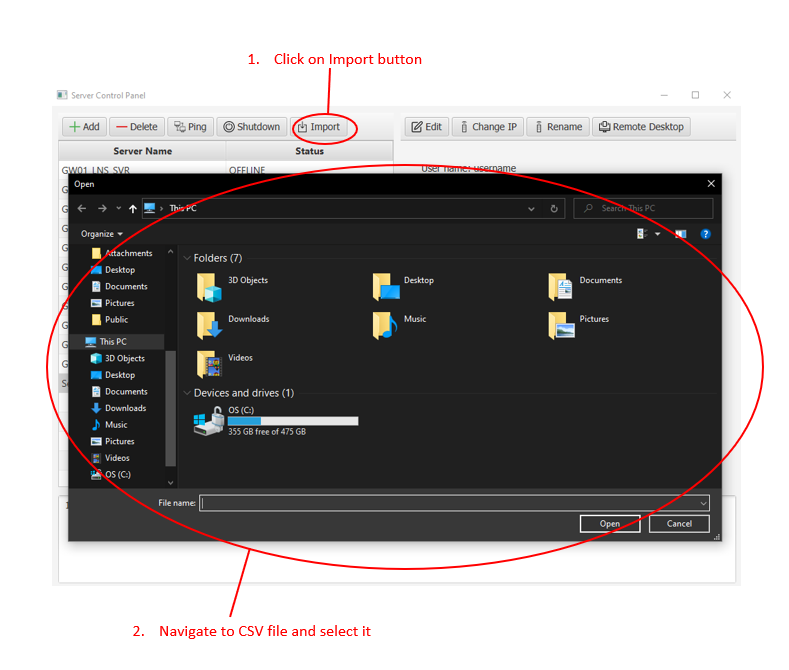 1. Click on Import button
Server Control Panel
Add Delete Ping Shutdown Import Edit Change IP Rename Remote Desktop
Server Name Status
GW01_LNS_SVR OFFLINE User name: username
Open
This PC Search This PC
Organize
Attachments
Desktop
Documents
Pictures
Public
This PC
3D Objects
Desktop
Documents
Downloads
Music
Pictures
Videos
OS (C:)
Folders (7)
3D Objects Desktop Documents
Downloads Music Pictures
Videos
Devices and drives (1)
OS (C:)
355 GB free of 475 GB
File name:
Open Cancel
2. Navigate to CSV file and select it